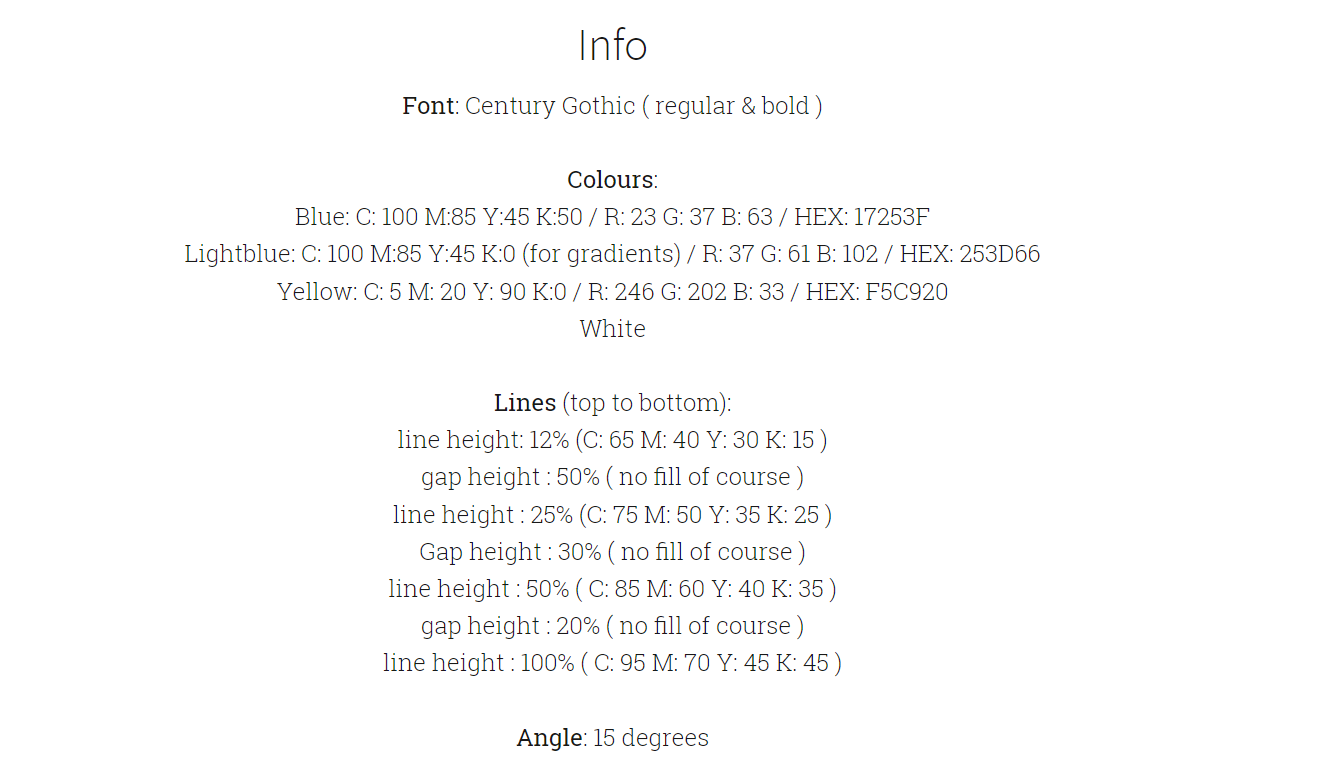 Info
Font: Century Gothic ( regular & bold )
Colours:
Blue: C: 100 M:85 Y:45 K:50 / R: 23 G: 37 B: 63 / HEX: 17253F
Lightblue: C: 100 M:85 Y:45 K:0 (for gradients) / R: 37 G: 61 B: 102 / HEX: 253D66
Yellow: C: 5 M: 20 Y: 90 K:0 / R: 246 G: 202 B: 33 / HEX: F5C920
White
Lines (top to bottom):
line height: 12% (C: 65 M: 40 Y: 30 K: 15 )
gap height : 50% ( no fill of course )
line height : 25% (C: 75 M: 50 Y: 35 K: 25 )
Gap height : 30% ( no fill of course )
line height : 50% ( C: 85 M: 60 Y: 40 K: 35 )
gap height : 20% ( no fill of course )
line height : 100% ( C: 95 M: 70 Y: 45 K: 45 )
Angle: 15 degrees